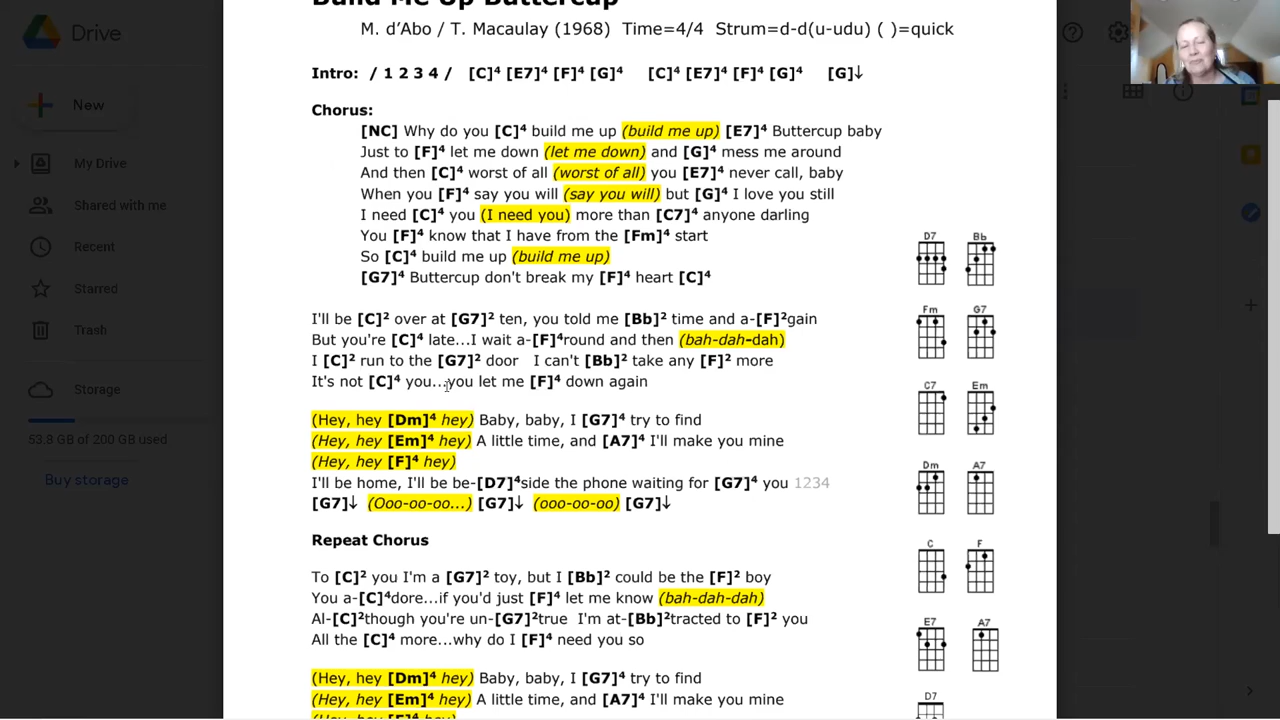 Build Me Up Buttercup
Drive
M. d’Abo / T. Macaulay (1968) Time=4/4 Strum=d-d(u-udu) ( )=quick
Intro: / 1 2 3 4 / [C]⁴ [E7]⁴ [F]⁴ [G]⁴ [C]⁴ [E7]⁴ [F]⁴ [G]⁴ [G]↓
New
Chorus:
[NC] Why do you [C]⁴ build me up (build me up) [E7]⁴ Buttercup baby
Just to [F]⁴ let me down (let me down) and [G]⁴ mess me around
And then [C]⁴ worst of all (worst of all) you [E7]⁴ never call, baby
When you [F]⁴ say you will (say you will) but [G]⁴ I love you still
I need [C]⁴ you (I need you) more than [C7]⁴ anyone darling
You [F]⁴ know that I have from the [Fm]⁴ start
So [C]⁴ build me up (build me up)
[G7]⁴ Buttercup don't break my [F]⁴ heart [C]⁴
My Drive
Shared with me
Recent
Starred
Trash
Storage
53.8 GB of 200 GB used
Buy storage
I'll be [C]² over at [G7]² ten, you told me [Bb]² time and a-[F]²gain
But you're [C]⁴ late...I wait a-[F]⁴round and then (bah-dah-dah)
I [C]² run to the [G7]² door I can't [Bb]² take any [F]² more
It's not [C]⁴ you...you let me [F]⁴ down again
(Hey, hey [Dm]⁴ hey) Baby, baby, I [G7]⁴ try to find
(Hey, hey [Em]⁴ hey) A little time, and [A7]⁴ I'll make you mine
(Hey, hey [F]⁴ hey)
I'll be home, I'll be be-[D7]⁴side the phone waiting for [G7]⁴ you 1234
[G7]↓ (Ooo-oo-oo...) [G7]↓ (ooo-oo-oo) [G7]↓
Repeat Chorus
To [C]² you I'm a [G7]² toy, but I [Bb]² could be the [F]² boy
You a-[C]⁴dore...if you'd just [F]⁴ let me know (bah-dah-dah)
Al-[C]²though you're un-[G7]²true I'm at-[Bb]²tracted to [F]² you
All the [C]⁴ more...why do I [F]⁴ need you so
(Hey, hey [Dm]⁴ hey) Baby, baby, I [G7]⁴ try to find
(Hey, hey [Em]⁴ hey) A little time, and [A7]⁴ I'll make you mine
(Hey, hey [F]⁴ hey)
D7 Bb
Fm G7
C7 Em
Dm A7
C F
E7 A7
D7